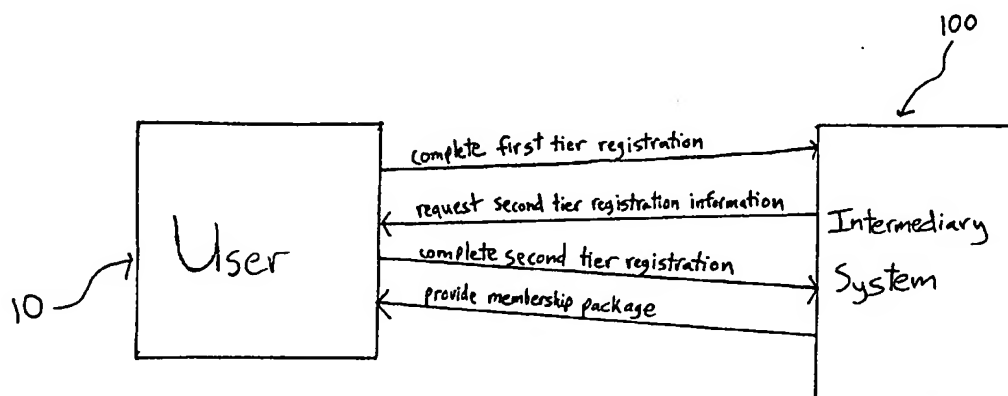 100
complete first tier registration
request second tier registration information
Intermediary
User
complete second tier registration
System
10
provide membership package